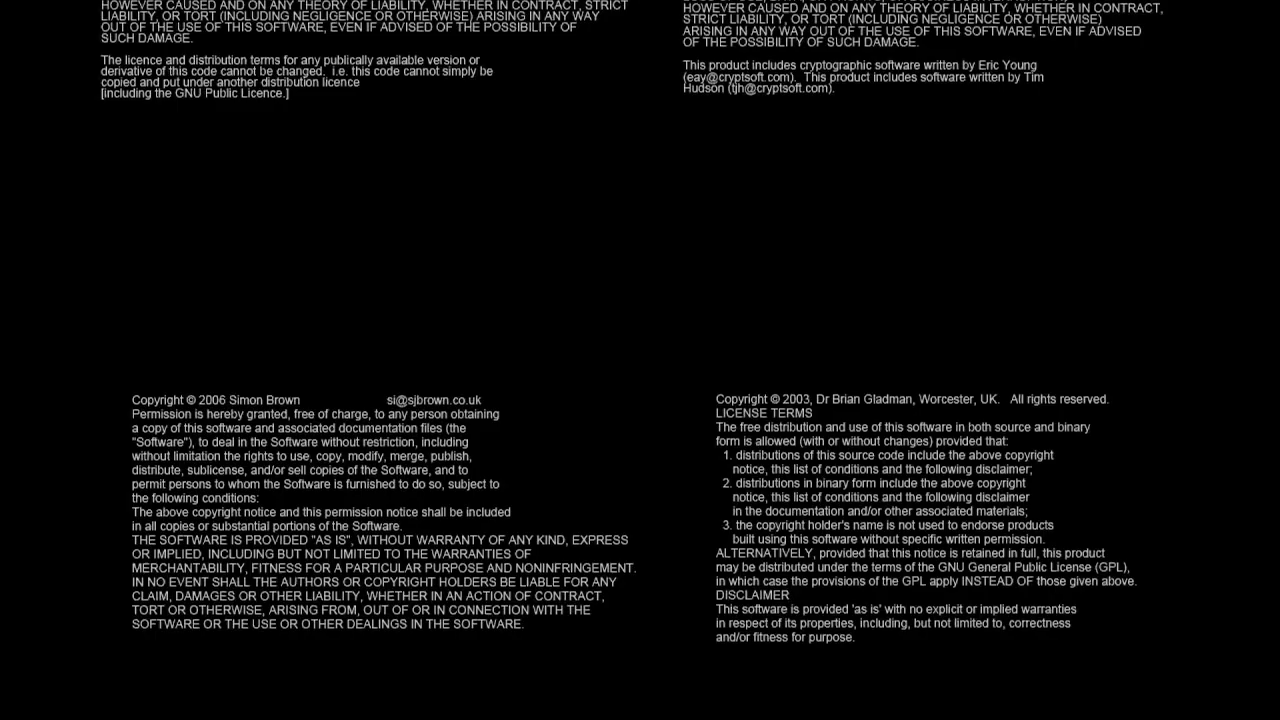 HOWEVER CAUSED AND ON ANY THEORY OF LIABILITY, WHETHER IN CONTRACT, STRICT
LIABILITY, OR TORT (INCLUDING NEGLIGENCE OR OTHERWISE) ARISING IN ANY WAY
OUT OF THE USE OF THIS SOFTWARE, EVEN IF ADVISED OF THE POSSIBILITY OF
SUCH DAMAGE.
The licence and distribution terms for any publically available version or
derivative of this code cannot be changed.  i.e. this code cannot simply be
copied and put under another distribution licence
[including the GNU Public Licence.]
HOWEVER CAUSED AND ON ANY THEORY OF LIABILITY, WHETHER IN CONTRACT,
STRICT LIABILITY, OR TORT (INCLUDING NEGLIGENCE OR OTHERWISE)
ARISING IN ANY WAY OUT OF THE USE OF THIS SOFTWARE, EVEN IF ADVISED
OF THE POSSIBILITY OF SUCH DAMAGE.
This product includes cryptographic software written by Eric Young
(eay@cryptsoft.com).  This product includes software written by Tim
Hudson (tjh@cryptsoft.com).
Copyright © 2006 Simon Brown si@sjbrown.co.uk
Permission is hereby granted, free of charge, to any person obtaining
a copy of this software and associated documentation files (the
"Software"), to deal in the Software without restriction, including
without limitation the rights to use, copy, modify, merge, publish,
distribute, sublicense, and/or sell copies of the Software, and to
permit persons to whom the Software is furnished to do so, subject to
the following conditions:
The above copyright notice and this permission notice shall be included
in all copies or substantial portions of the Software.
THE SOFTWARE IS PROVIDED "AS IS", WITHOUT WARRANTY OF ANY KIND, EXPRESS
OR IMPLIED, INCLUDING BUT NOT LIMITED TO THE WARRANTIES OF
MERCHANTABILITY, FITNESS FOR A PARTICULAR PURPOSE AND NONINFRINGEMENT.
IN NO EVENT SHALL THE AUTHORS OR COPYRIGHT HOLDERS BE LIABLE FOR ANY
CLAIM, DAMAGES OR OTHER LIABILITY, WHETHER IN AN ACTION OF CONTRACT,
TORT OR OTHERWISE, ARISING FROM, OUT OF OR IN CONNECTION WITH THE
SOFTWARE OR THE USE OR OTHER DEALINGS IN THE SOFTWARE.
Copyright © 2003, Dr Brian Gladman, Worcester, UK.   All rights reserved.
LICENSE TERMS
The free distribution and use of this software in both source and binary
form is allowed (with or without changes) provided that:
1. distributions of this source code include the above copyright
notice, this list of conditions and the following disclaimer;
2. distributions in binary form include the above copyright
notice, this list of conditions and the following disclaimer
in the documentation and/or other associated materials;
3. the copyright holder's name is not used to endorse products
built using this software without specific written permission.
ALTERNATIVELY, provided that this notice is retained in full, this product
may be distributed under the terms of the GNU General Public License (GPL),
in which case the provisions of the GPL apply INSTEAD OF those given above.
DISCLAIMER
This software is provided 'as is' with no explicit or implied warranties
in respect of its properties, including, but not limited to, correctness
and/or fitness for purpose.